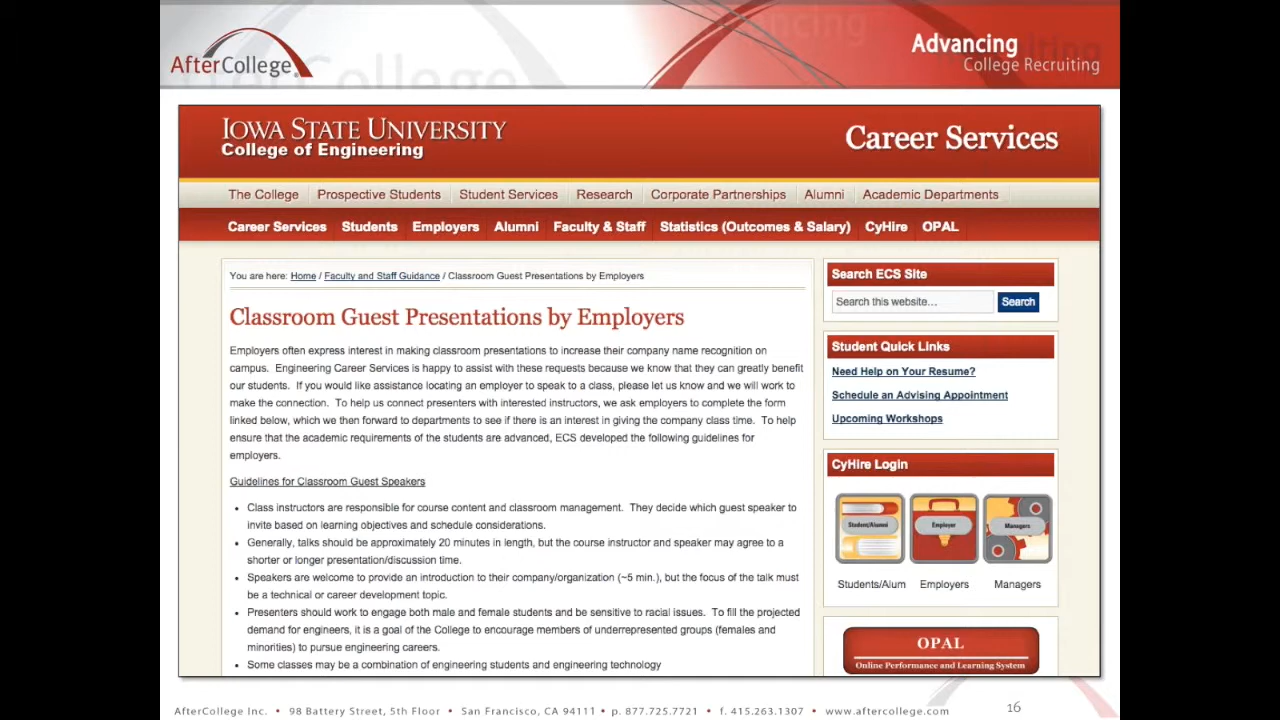 AfterCollege
Advancing
College Recruiting
IOWA STATE UNIVERSITY
College of Engineering
Career Services
The College Prospective Students Student Services Research Corporate Partnerships Alumni Academic Departments
Career Services Students Employers Alumni Faculty & Staff Statistics (Outcomes & Salary) CyHire OPAL
You are here: Home / Faculty and Staff Guidance / Classroom Guest Presentations by Employers
Classroom Guest Presentations by Employers
Employers often express interest in making classroom presentations to increase their company name recognition on
campus. Engineering Career Services is happy to assist with these requests because we know that they can greatly benefit
our students. If you would like assistance locating an employer to speak to a class, please let us know and we will work to
make the connection. To help us connect presenters with interested instructors, we ask employers to complete the form
linked below, which we then forward to departments to see if there is an interest in giving the company class time. To help
ensure that the academic requirements of the students are advanced, ECS developed the following guidelines for
employers.
Guidelines for Classroom Guest Speakers
• Class instructors are responsible for course content and classroom management. They decide which guest speaker to
invite based on learning objectives and schedule considerations.
• Generally, talks should be approximately 20 minutes in length, but the course instructor and speaker may agree to a
shorter or longer presentation/discussion time.
• Speakers are welcome to provide an introduction to their company/organization (~5 min.), but the focus of the talk must
be a technical or career development topic.
• Presenters should work to engage both male and female students and be sensitive to racial issues. To fill the projected
demand for engineers, it is a goal of the College to encourage members of underrepresented groups (females and
minorities) to pursue engineering careers.
• Some classes may be a combination of engineering students and engineering technology
Search ECS Site
Search this website...
Search
Student Quick Links
Need Help on Your Resume?
Schedule an Advising Appointment
Upcoming Workshops
CyHire Login
Student/Alumni Employer Managers
Students/Alum Employers Managers
OPAL
Online Performance and Learning System
AfterCollege Inc. • 98 Battery Street, 5th Floor • San Francisco, CA 94111 • p. 877.725.7721 • f. 415.263.1307 • www.aftercollege.com
16